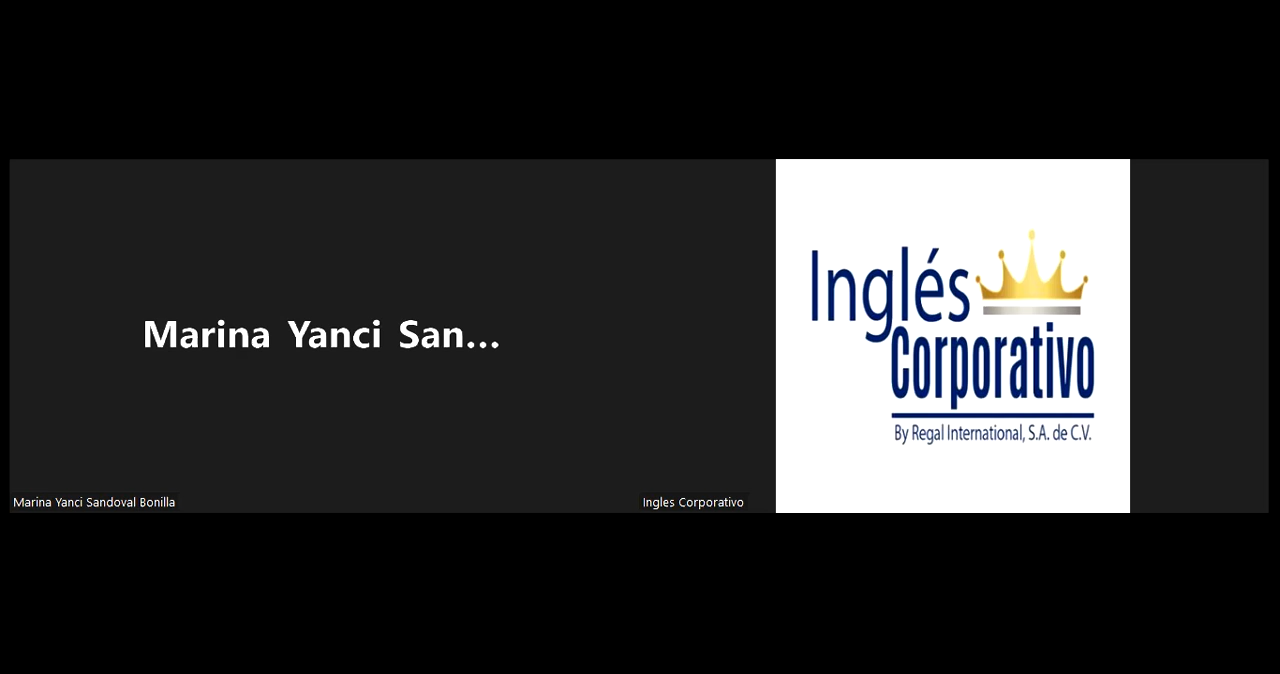 Marina Yanci San...
Marina Yanci Sandoval Bonilla
Inglés
Corporativo
By Regal International, S.A. de C.V.
Ingles Corporativo